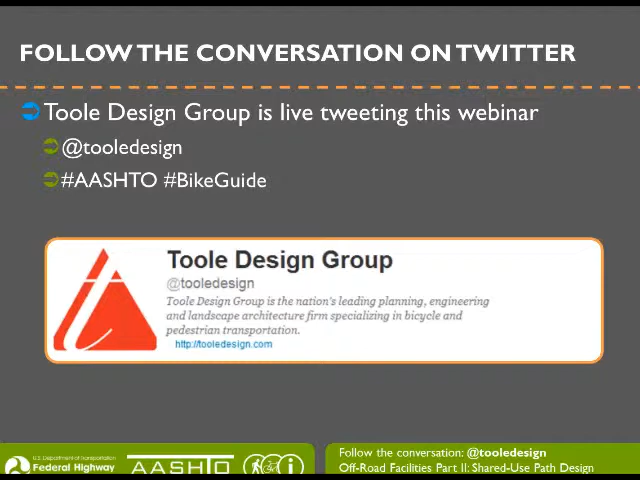 FOLLOW THE CONVERSATION ON TWITTER
Toole Design Group is live tweeting this webinar
@tooledesign
#AASHTO #BikeGuide
Toole Design Group
@tooledesign
Toole Design Group is the nation's leading planning, engineering
and landscape architecture firm specializing in bicycle and
pedestrian transportation.
http://tooledesign.com
U.S. Department of Transportation
Federal Highway
AASHTO
Follow the conversation: @tooledesign
Off-Road Facilities Part II: Shared-Use Path Design